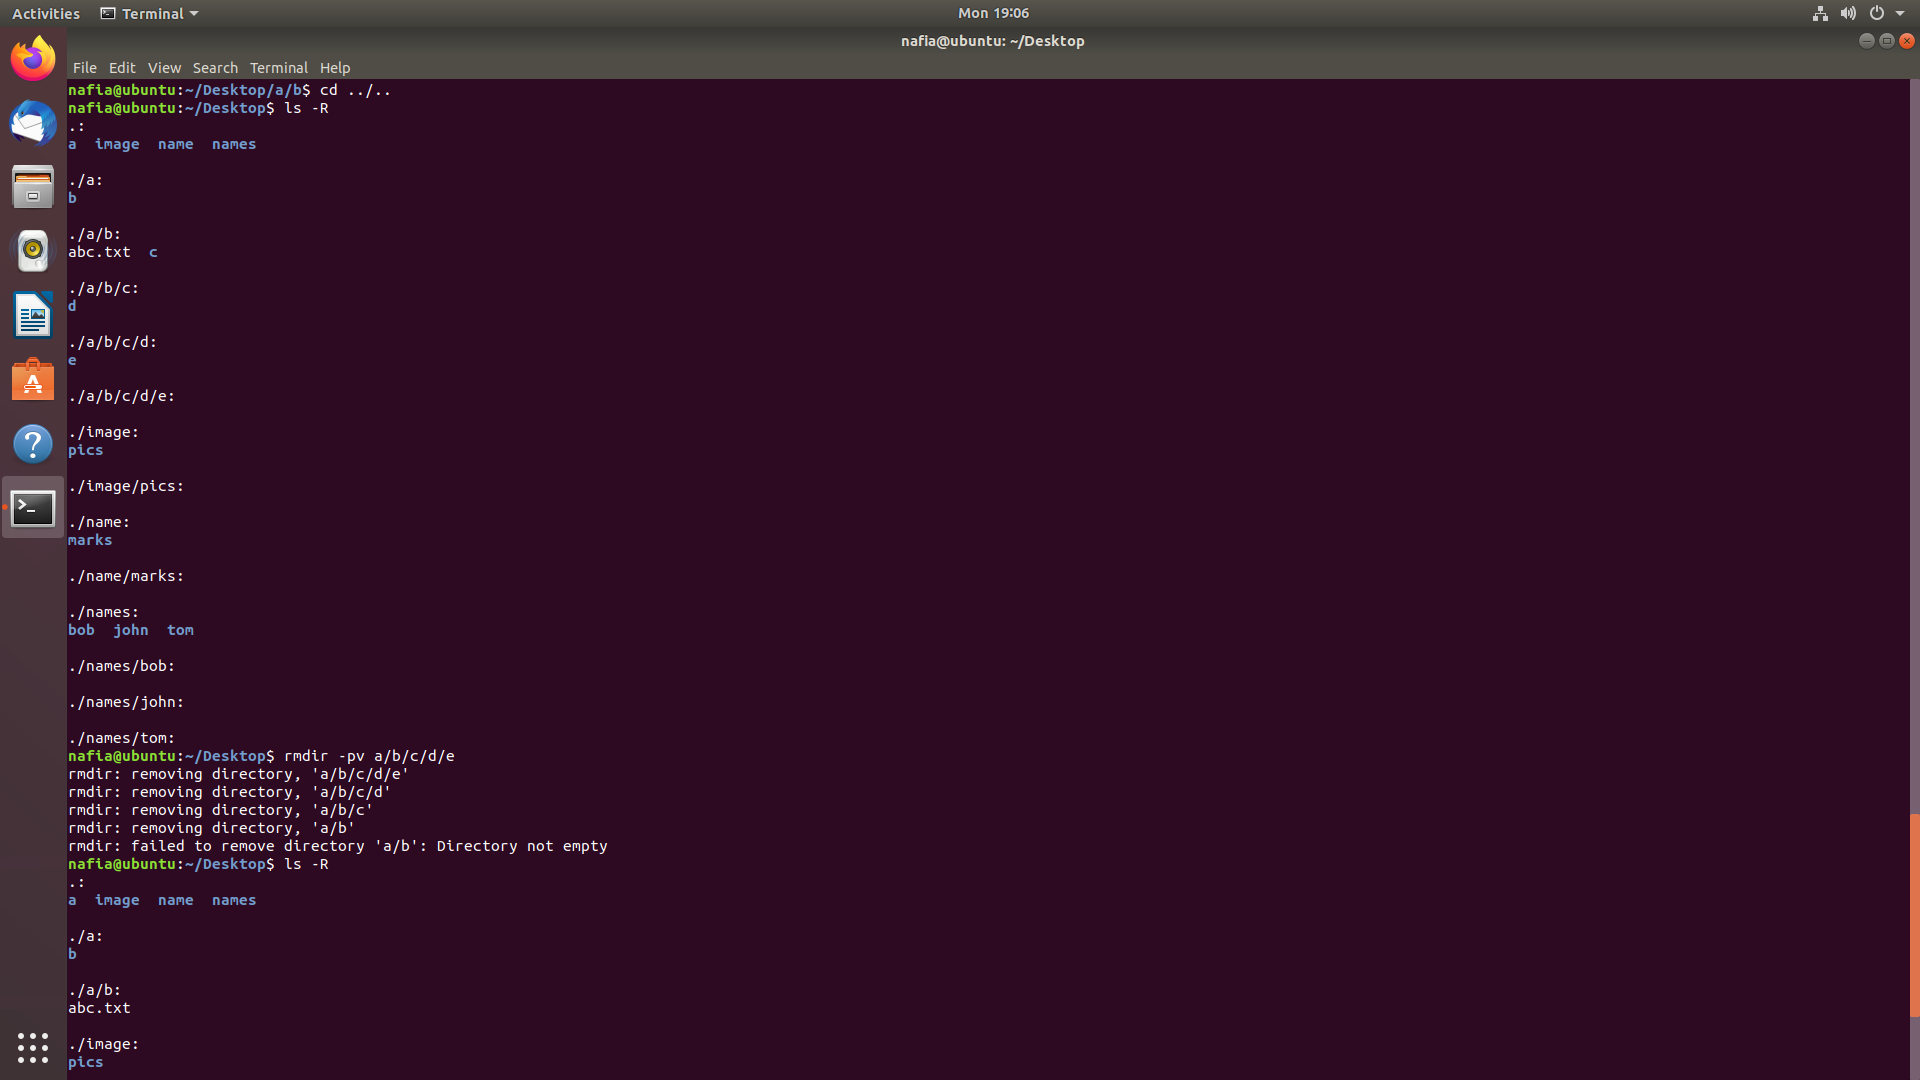 Activities Terminal Mon 19:06
nafia@ubuntu: ~/Desktop
File Edit View Search Terminal Help
nafia@ubuntu:~/Desktop/a/b$ cd ../..
nafia@ubuntu:~/Desktop$ ls -R
.:
a  image  name  names
./a:
b
./a/b:
abc.txt  c
./a/b/c:
d
./a/b/c/d:
e
./a/b/c/d/e:
./image:
pics
./image/pics:
./name:
marks
./name/marks:
./names:
bob  john  tom
./names/bob:
./names/john:
./names/tom:
nafia@ubuntu:~/Desktop$ rmdir -pv a/b/c/d/e
rmdir: removing directory, 'a/b/c/d/e'
rmdir: removing directory, 'a/b/c/d'
rmdir: removing directory, 'a/b/c'
rmdir: removing directory, 'a/b'
rmdir: failed to remove directory 'a/b': Directory not empty
nafia@ubuntu:~/Desktop$ ls -R
.:
a  image  name  names
./a:
b
./a/b:
abc.txt
./image:
pics